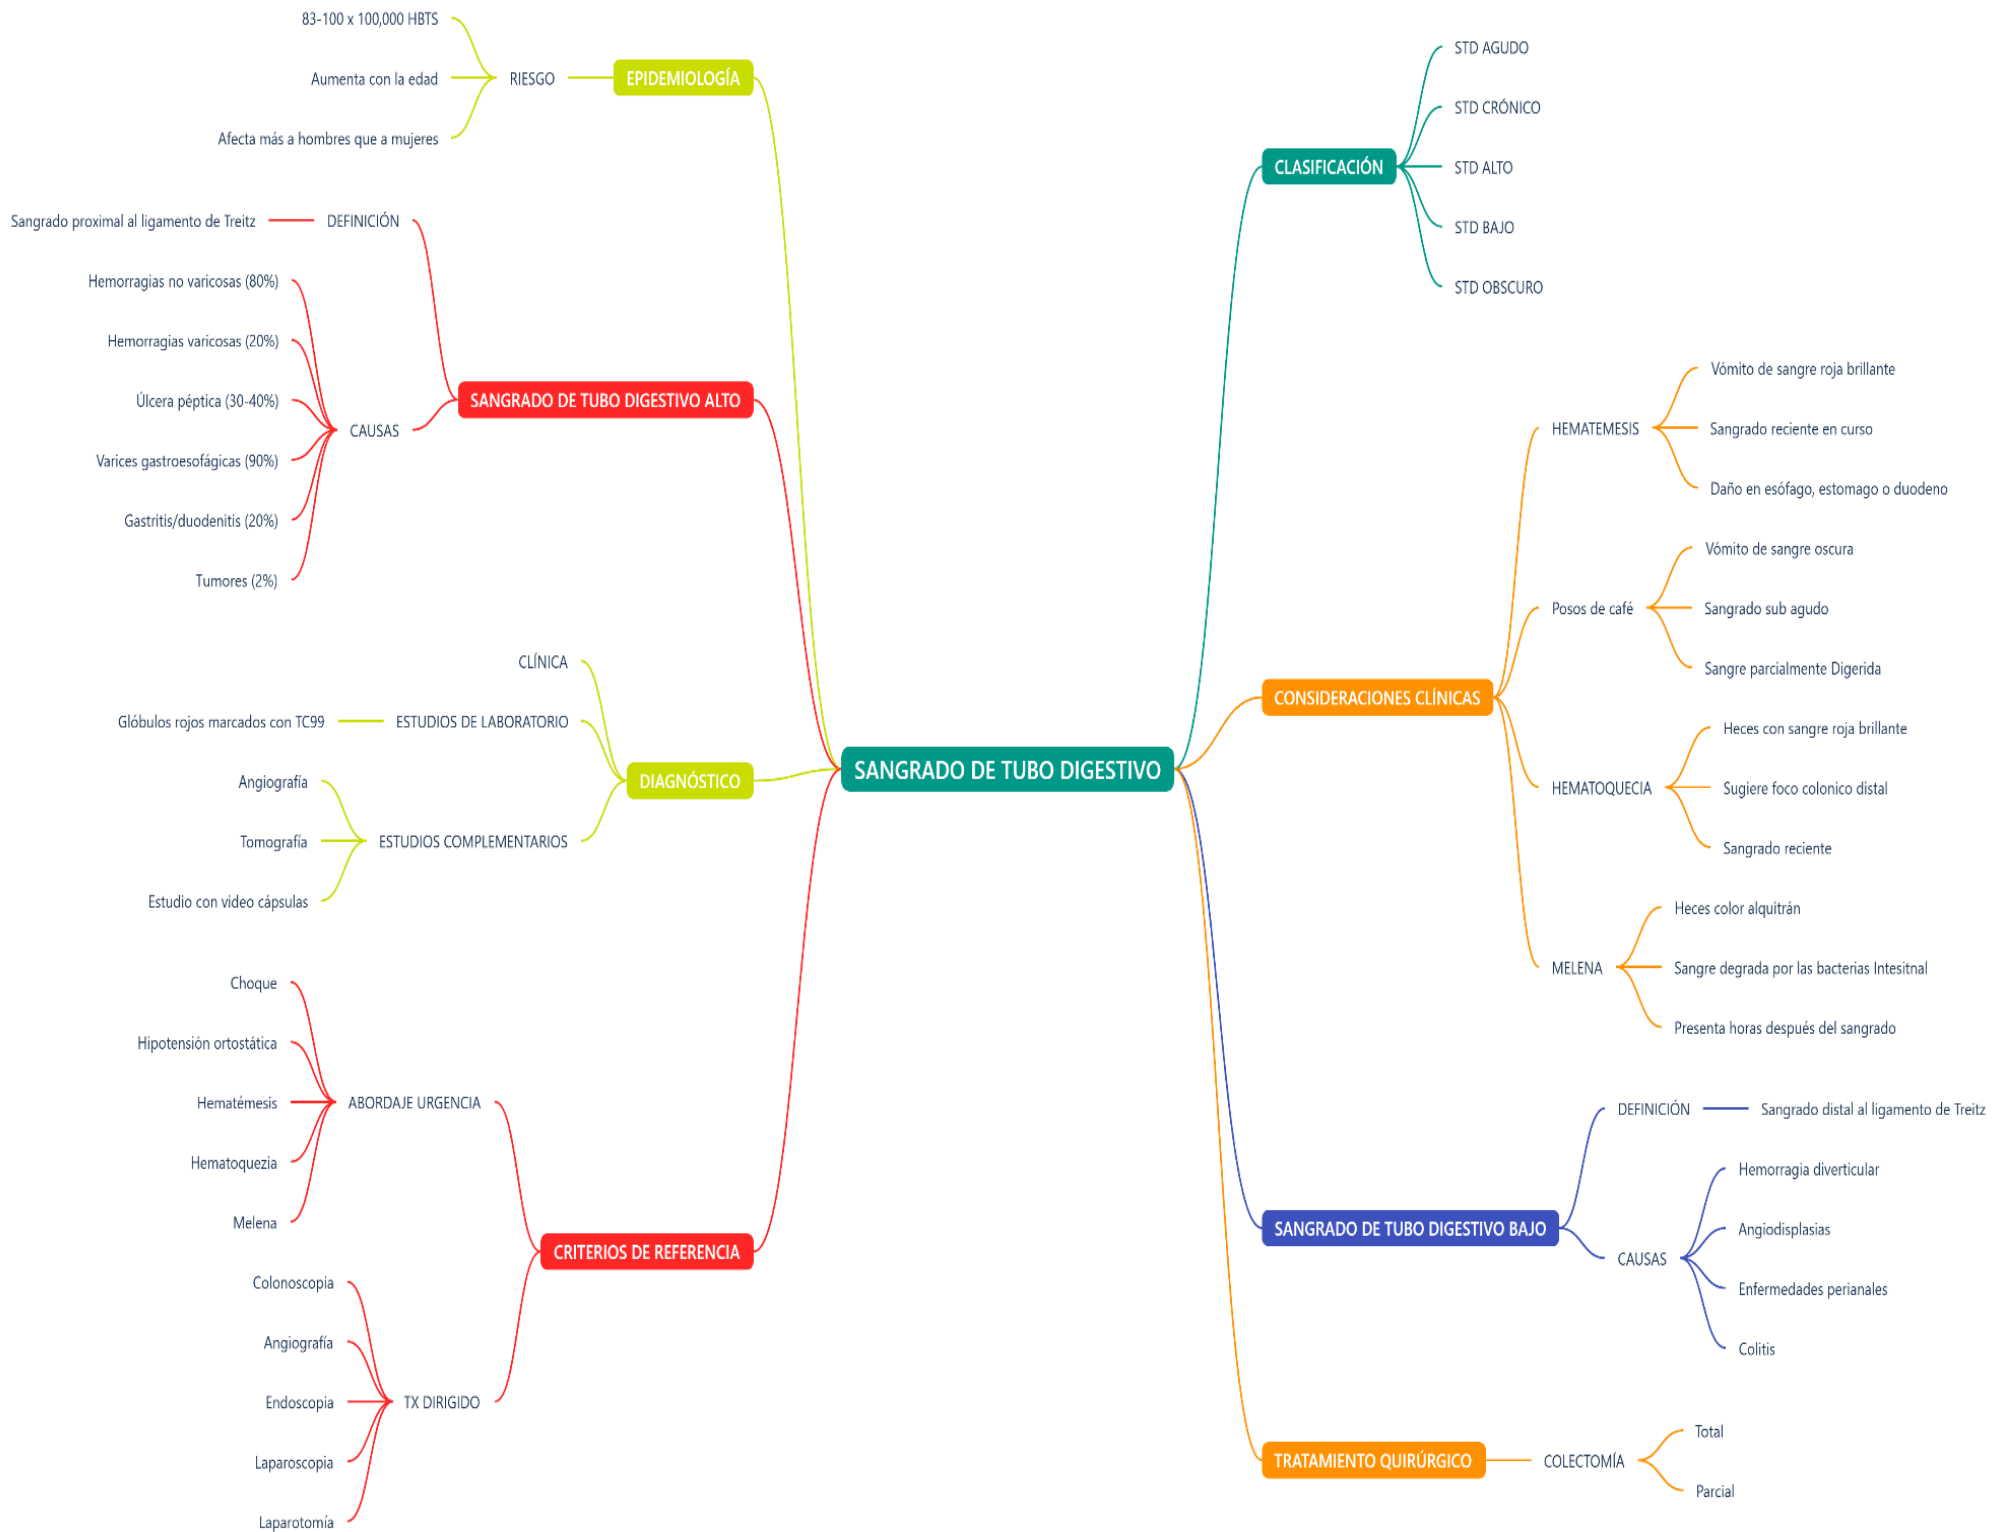 SANGRADO DE TUBO DIGESTIVO
EPIDEMIOLOGÍA
RIESGO
83-100 x 100,000 HBTS
Aumenta con la edad
Afecta más a hombres que a mujeres
SANGRADO DE TUBO DIGESTIVO ALTO
DEFINICIÓN
Sangrado proximal al ligamento de Treitz
CAUSAS
Hemorragias no varicosas (80%)
Hemorragias varicosas (20%)
Úlcera péptica (30-40%)
Varices gastroesofágicas (90%)
Gastritis/duodenitis (20%)
Tumores (2%)
DIAGNÓSTICO
CLÍNICA
ESTUDIOS DE LABORATORIO
Glóbulos rojos marcados con TC99
ESTUDIOS COMPLEMENTARIOS
Angiografía
Tomografía
Estudio con video cápsulas
CRITERIOS DE REFERENCIA
ABORDAJE URGENCIA
Choque
Hipotensión ortostática
Hematémesis
Hematoquezia
Melena
TX DIRIGIDO
Colonoscopia
Angiografía
Endoscopia
Laparoscopia
Laparotomía
CLASIFICACIÓN
STD AGUDO
STD CRÓNICO
STD ALTO
STD BAJO
STD OBSCURO
CONSIDERACIONES CLÍNICAS
HEMATEMESIS
Vómito de sangre roja brillante
Sangrado reciente en curso
Daño en esófago, estomago o duodeno
Posos de café
Vómito de sangre oscura
Sangrado sub agudo
Sangre parcialmente Digerida
HEMATOQUECIA
Heces con sangre roja brillante
Sugiere foco colonico distal
Sangrado reciente
MELENA
Heces color alquitrán
Sangre degrada por las bacterias Intesitnal
Presenta horas después del sangrado
SANGRADO DE TUBO DIGESTIVO BAJO
DEFINICIÓN
Sangrado distal al ligamento de Treitz
CAUSAS
Hemorragia diverticular
Angiodisplasias
Enfermedades perianales
Colitis
TRATAMIENTO QUIRÚRGICO
COLECTOMÍA
Total
Parcial